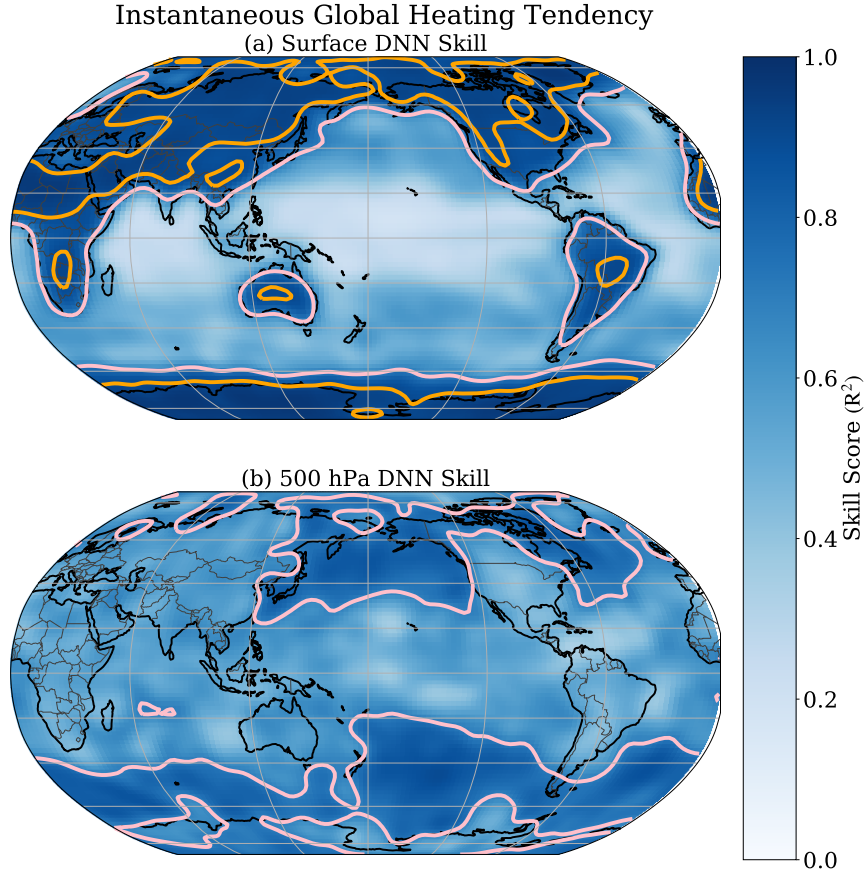 Instantaneous Global Heating Tendency
(a) Surface DNN Skill
1.0
0.8
0.6
0.4
0.2
0.0
Skill Score (R²)
(b) 500 hPa DNN Skill